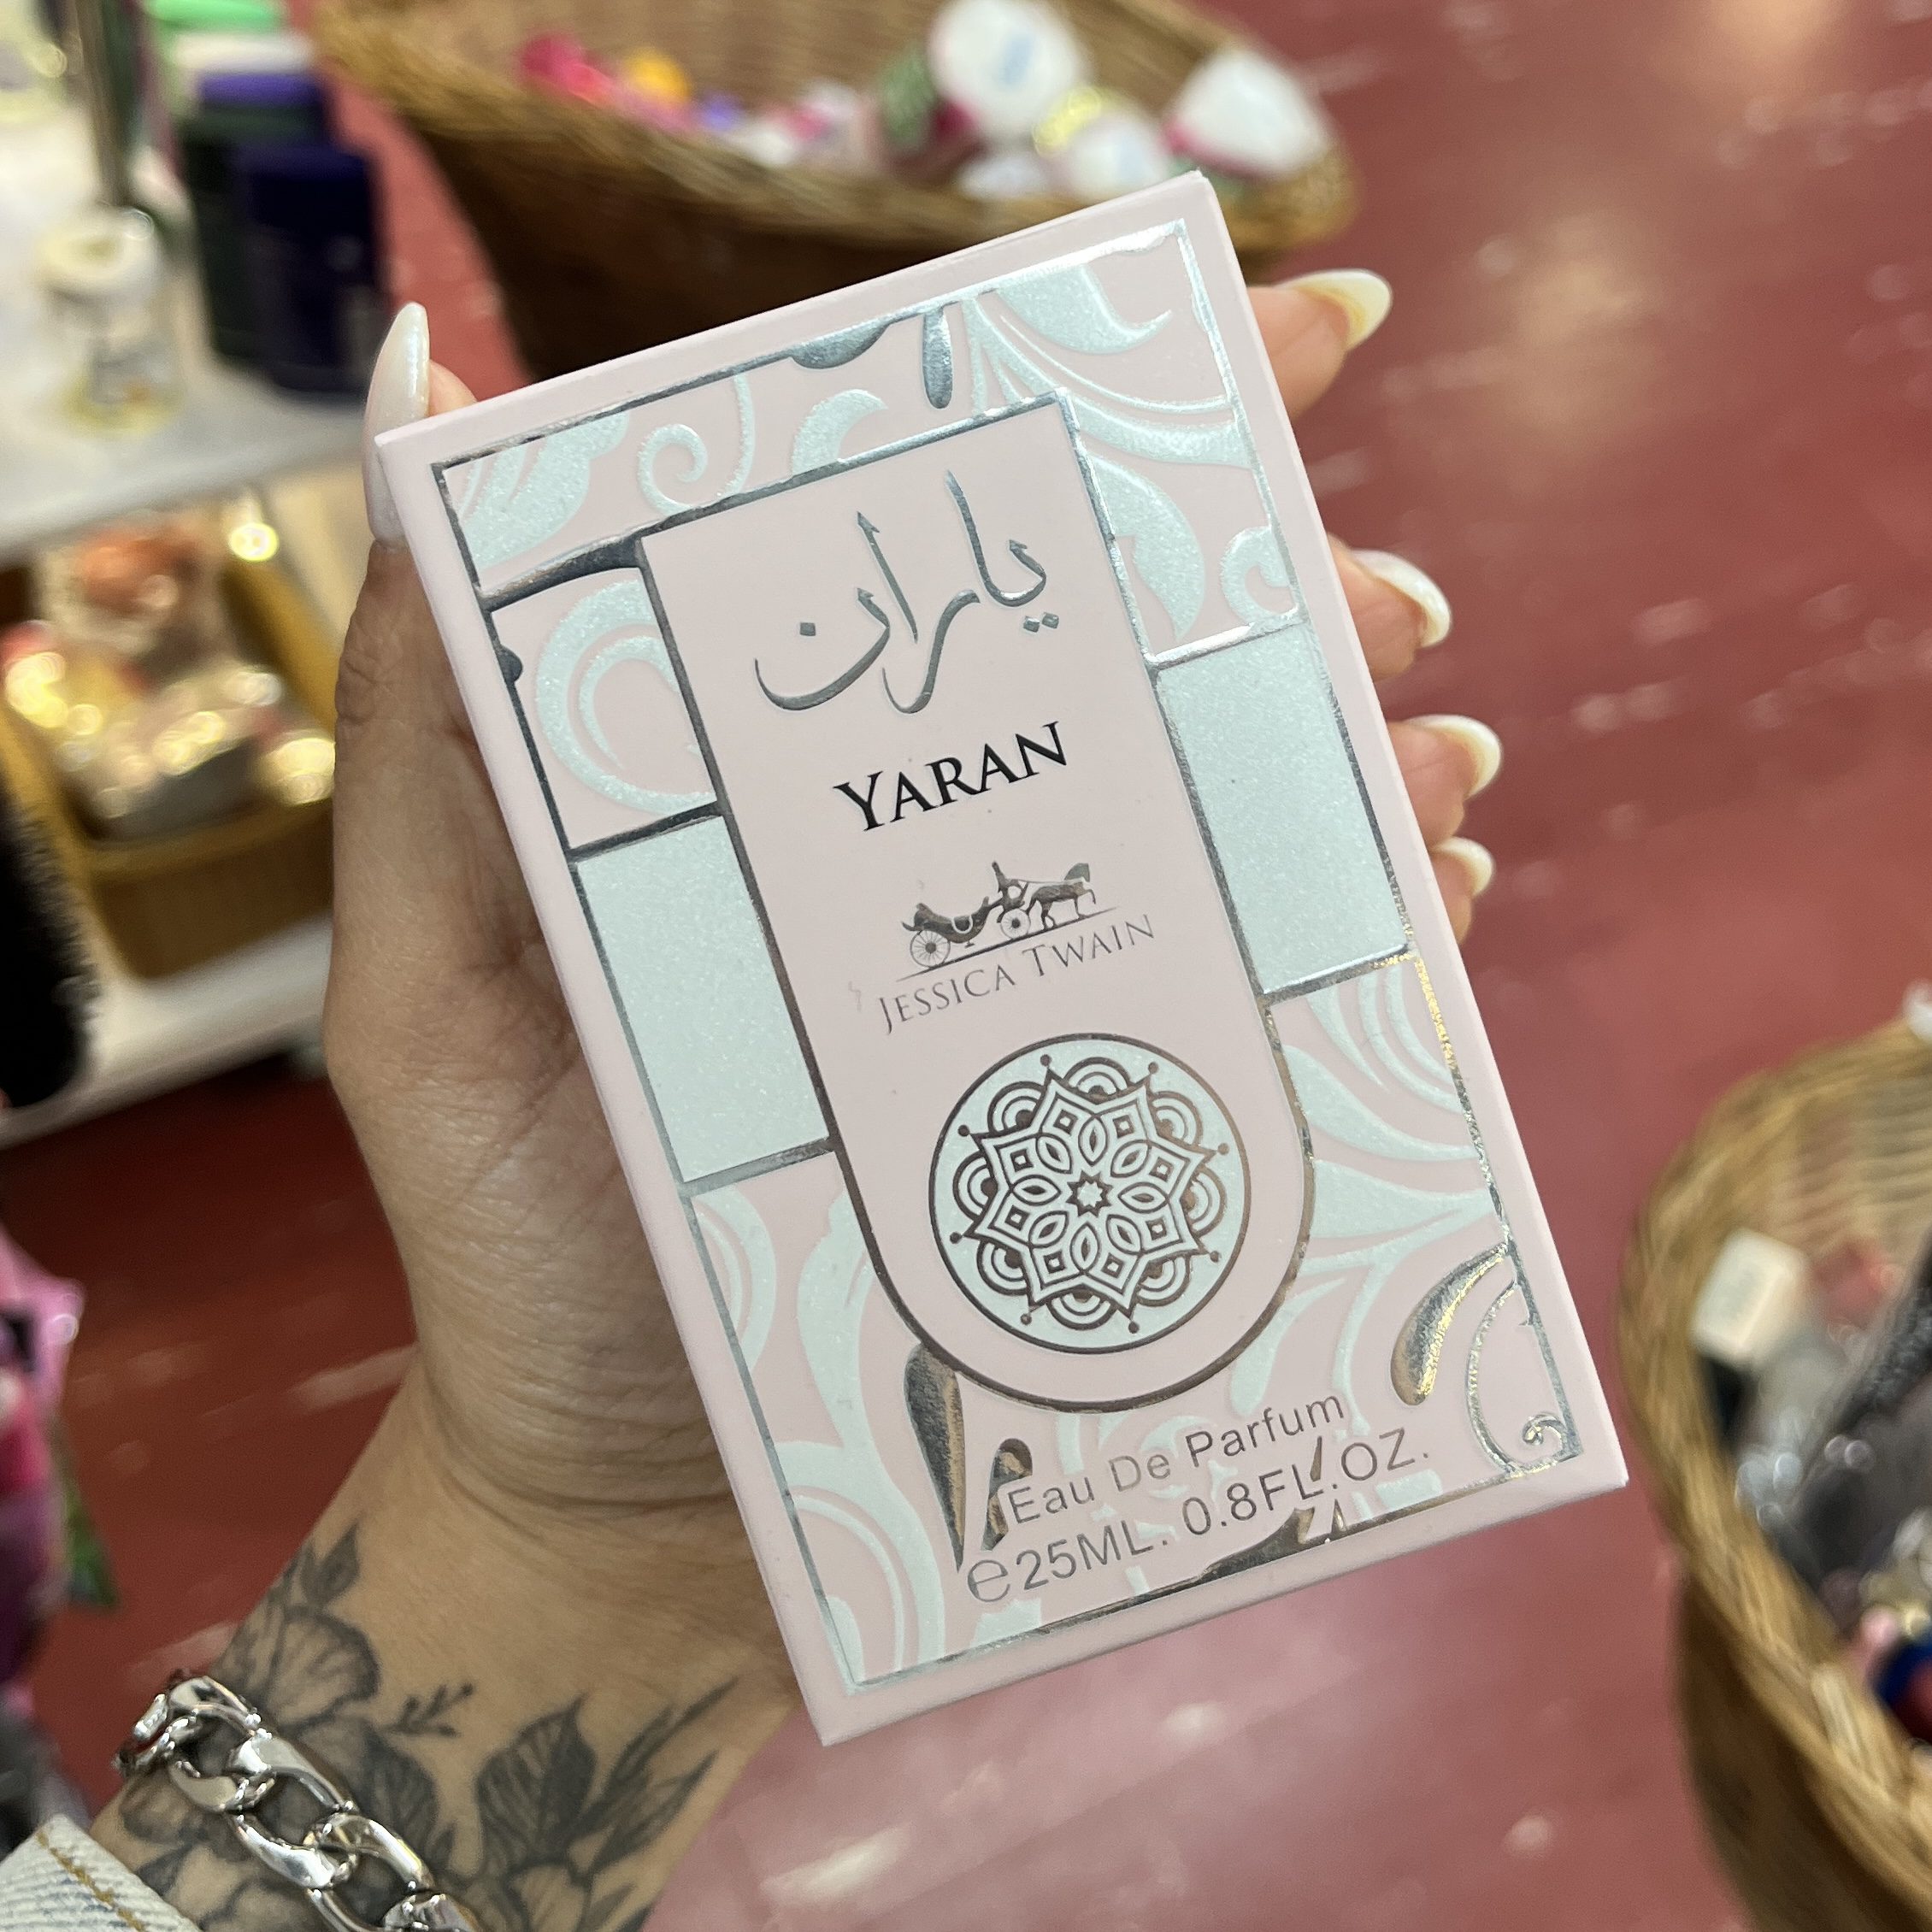 ياران
YARAN
JESSICA TWAIN
Eau De Parfum
℮25ML. 0.8FL.OZ.